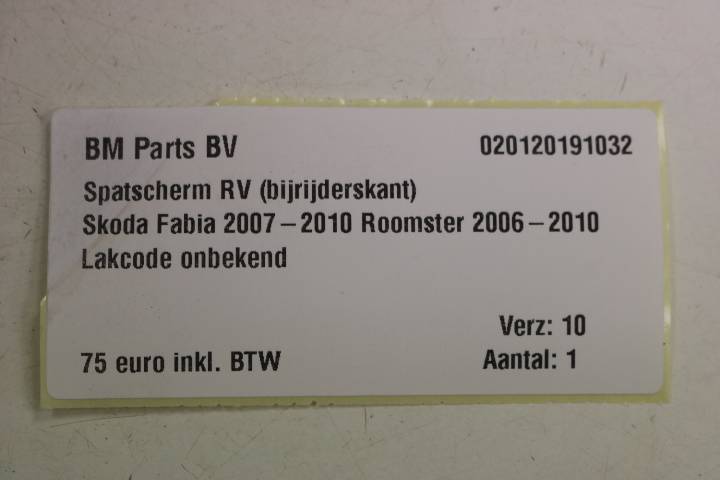 BM Parts BV 020120191032
Spatscherm RV (bijrijderskant)
Skoda Fabia 2007 – 2010 Roomster 2006 – 2010
Lakcode onbekend
Verz: 10
75 euro inkl. BTW Aantal: 1